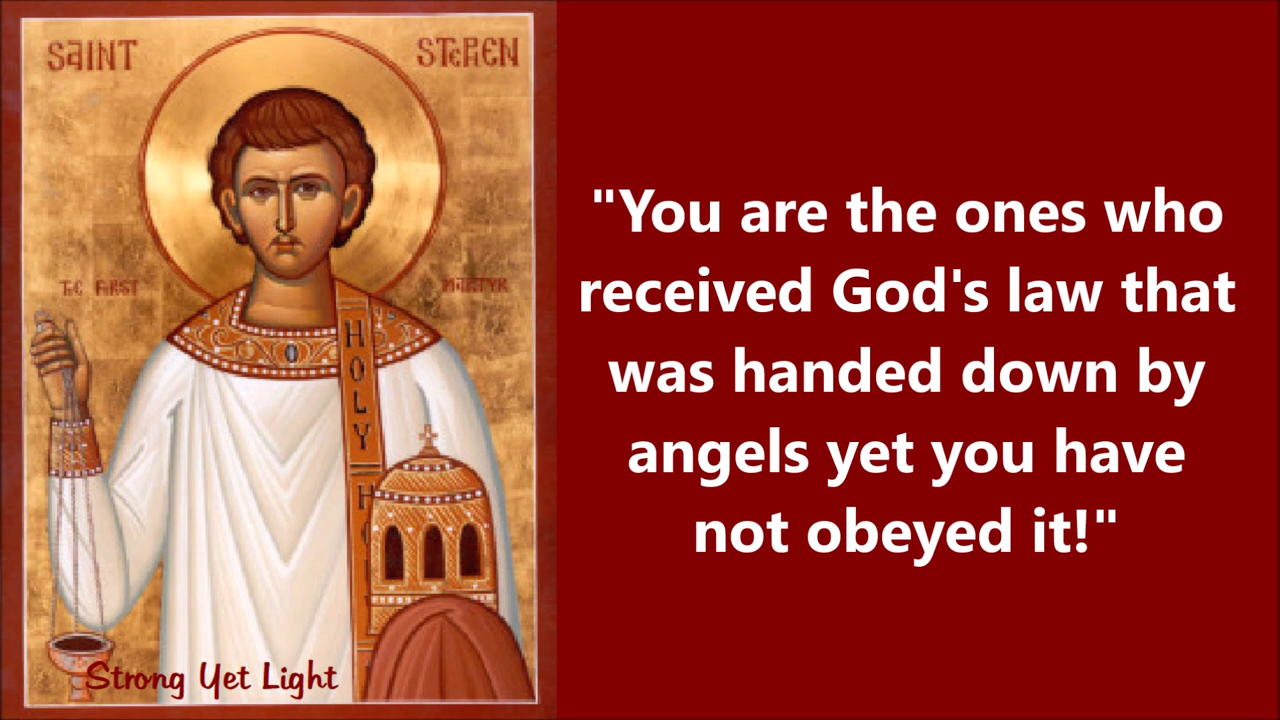 SAINT STEPHEN
THE FIRST MARTYR
HOLY
H
"You are the ones who
received God's law that
was handed down by
angels yet you have
not obeyed it!"
Strong Yet Light